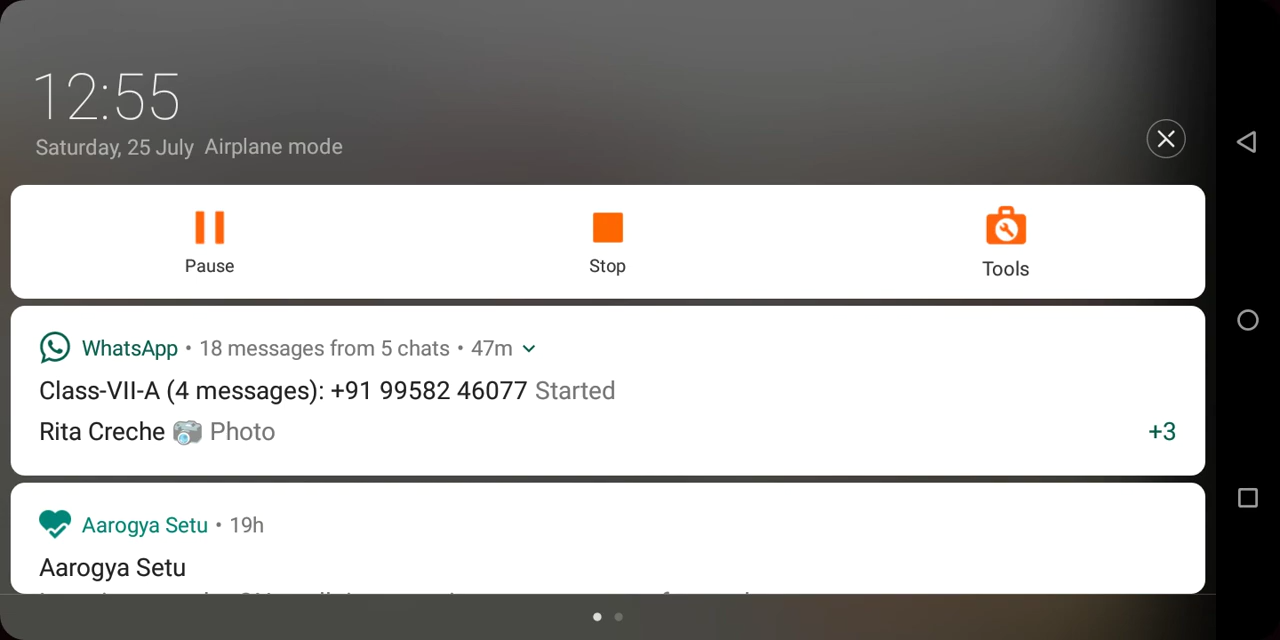 12:55
Saturday, 25 July Airplane mode
Pause
Stop
Tools
WhatsApp • 18 messages from 5 chats • 47m
Class-VII-A (4 messages): +91 99582 46077 Started
Rita Creche 📷 Photo +3
Aarogya Setu • 19h
Aarogya Setu